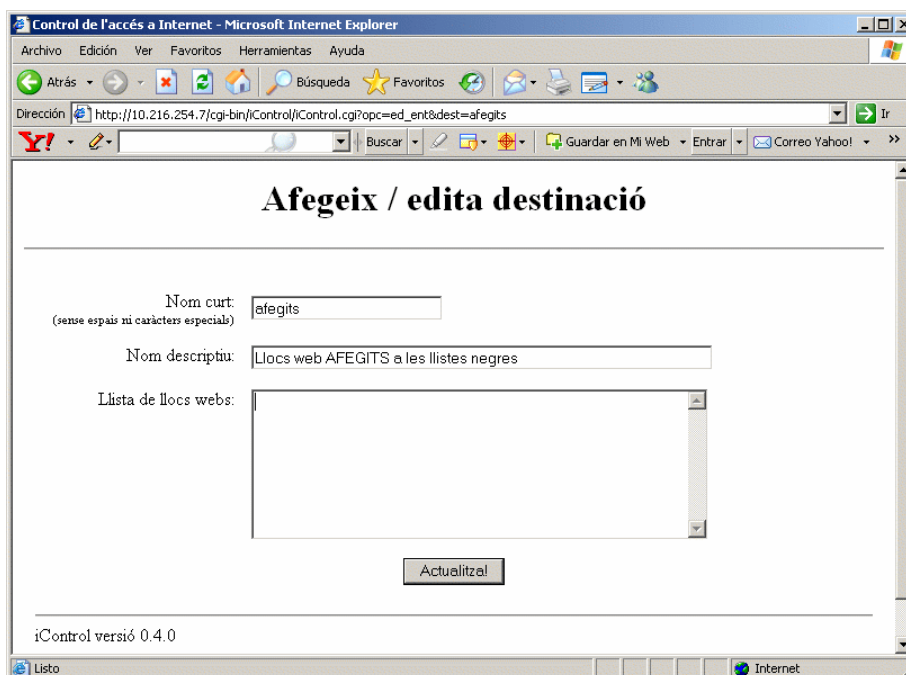 Control de l'accés a Internet - Microsoft Internet Explorer
Archivo Edición Ver Favoritos Herramientas Ayuda
Atrás Búsqueda Favoritos
Dirección http://10.216.254.7/cgi-bin/iControl/iControl.cgi?opc=ed_ent&dest=afegits Ir
Y! Buscar Guardar en Mi Web Entrar Correo Yahoo! »
Afegeix / edita destinació
Nom curt: afegits
(sense espais ni caràcters especials)
Nom descriptiu: Llocs web AFEGITS a les llistes negres
Llista de llocs webs:
Actualitza!
iControl versió 0.4.0
Listo Internet